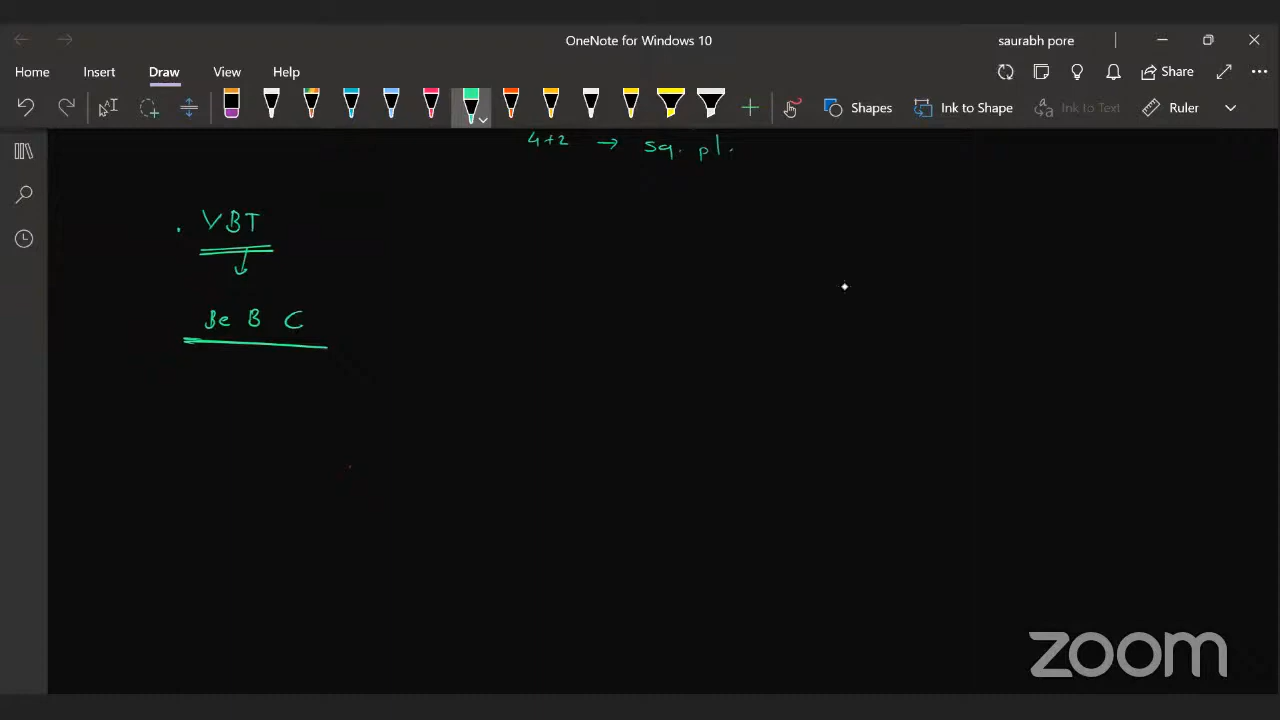 OneNote for Windows 10
saurabh pore
Home Insert Draw View Help
Share
Shapes Ink to Shape Ink to Text Ruler
4+2 → sq. pl.
. VBT
Be B C
zoom